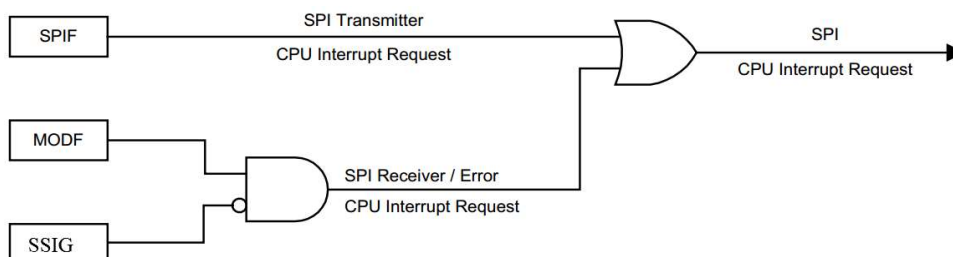 SPIF
SPI Transmitter
CPU Interrupt Request
SPI
CPU Interrupt Request
MODF
SPI Receiver / Error
CPU Interrupt Request
SSIG